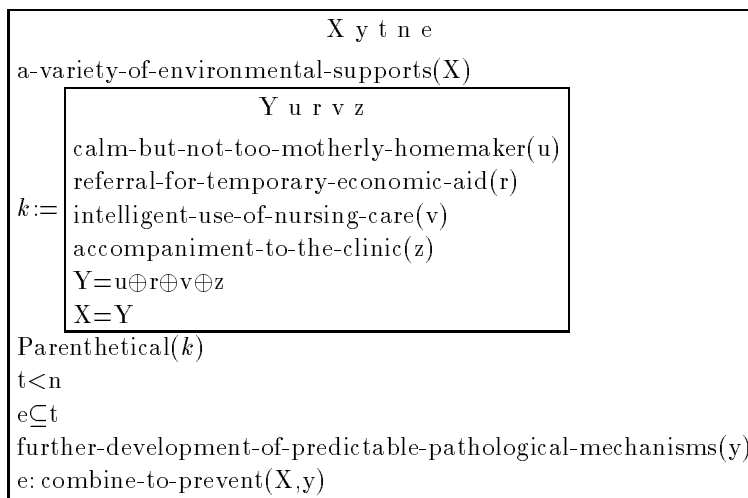 X y t n e
a-variety-of-environmental-supports(X)
Y u r v z
calm-but-not-too-motherly-homemaker(u)
referral-for-temporary-economic-aid(r)
k:= intelligent-use-of-nursing-care(v)
accompaniment-to-the-clinic(z)
Y=u⊕r⊕v⊕z
X=Y
Parenthetical(k)
t<n
e⊆t
further-development-of-predictable-pathological-mechanisms(y)
e: combine-to-prevent(X,y)